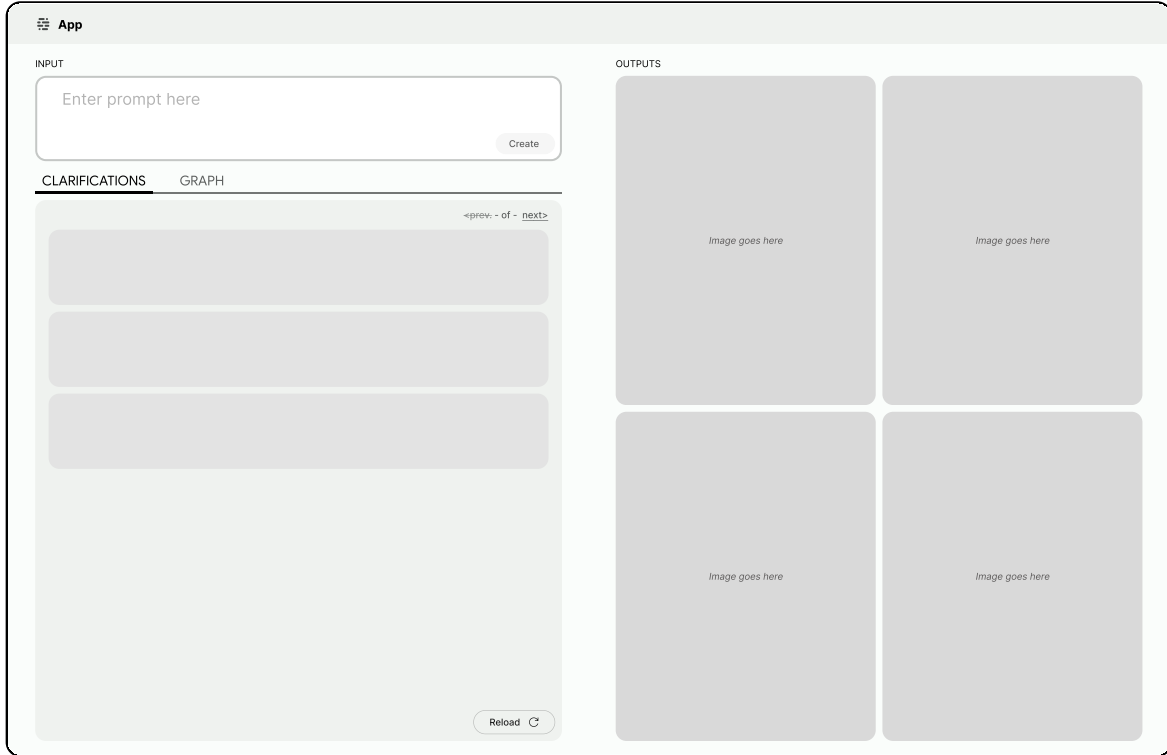 App
INPUT
Enter prompt here
Create
CLARIFICATIONS GRAPH
<prev. - of - next>
Reload
OUTPUTS
Image goes here
Image goes here
Image goes here
Image goes here